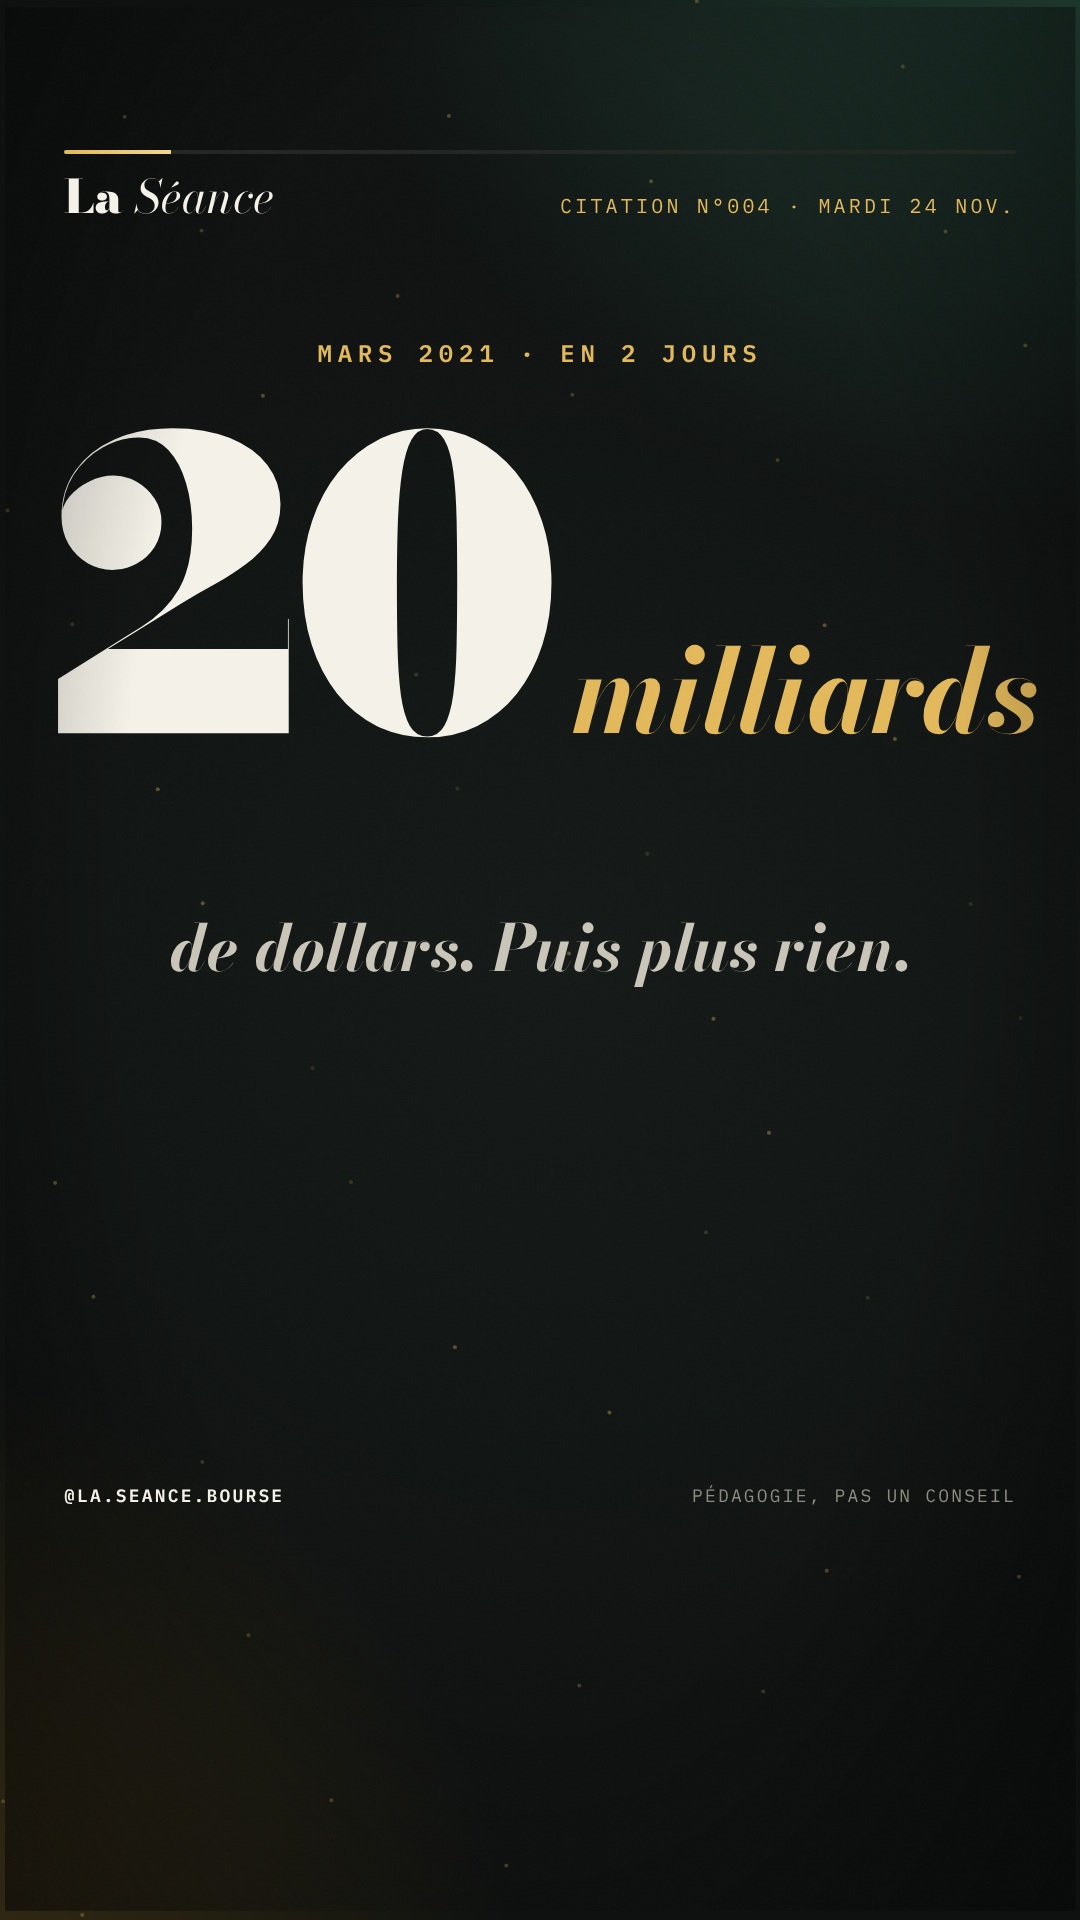 La Séance
CITATION N°004 · MARDI 24 NOV.
MARS 2021 · EN 2 JOURS
20 milliards
de dollars. Puis plus rien.
@LA.SEANCE.BOURSE
PÉDAGOGIE, PAS UN CONSEIL